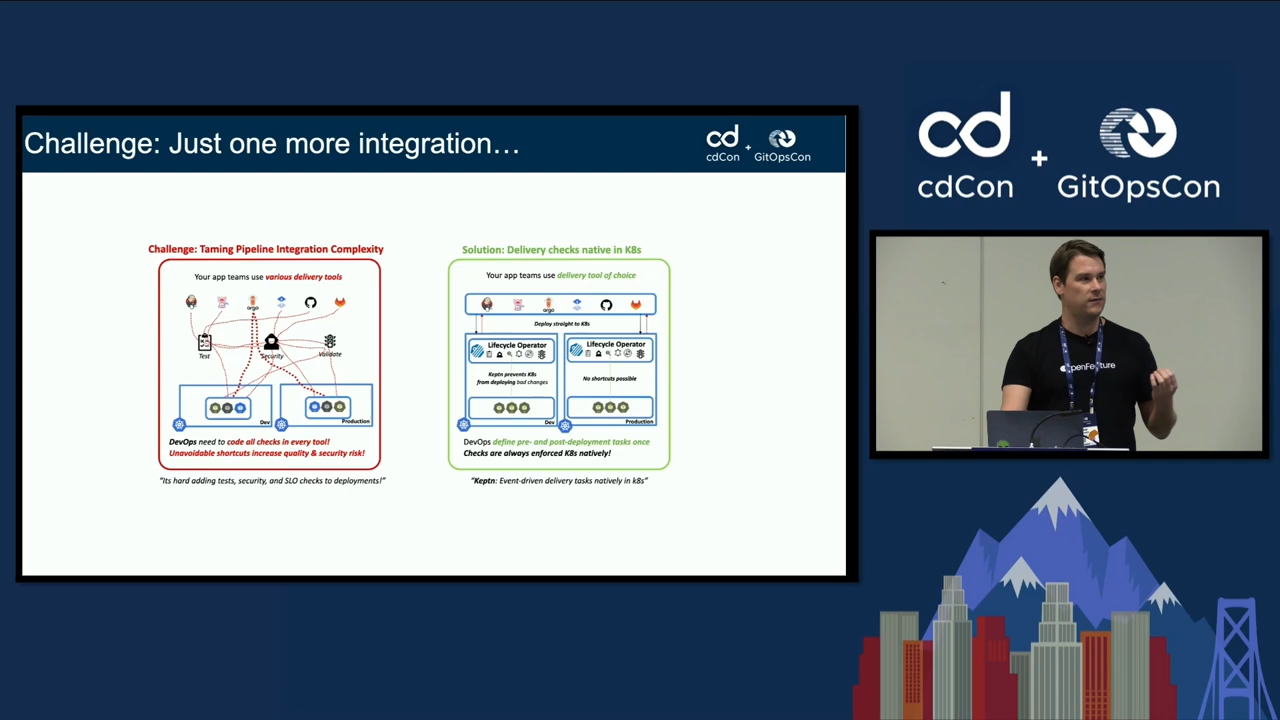 Challenge: Just one more integration…
cdCon
+
GitOpsCon
Challenge: Taming Pipeline Integration Complexity
Your app teams use various delivery tools
argo
Test
Security
Validate
Dev
Production
DevOps need to code all checks in every tool!
Unavoidable shortcuts increase quality & security risk!
"Its hard adding tests, security, and SLO checks to deployments!"
Solution: Delivery checks native in K8s
Your app teams use delivery tool of choice
argo
Deploy straight to K8s
Lifecycle Operator
Lifecycle Operator
Keptn prevents K8s
from deploying bad changes
No shortcuts possible
Dev
Production
DevOps define pre- and post-deployment tasks once
Checks are always enforced K8s natively!
"Keptn: Event-driven delivery tasks natively in k8s"
cd
cdCon
+
GitOpsCon
OpenFeature